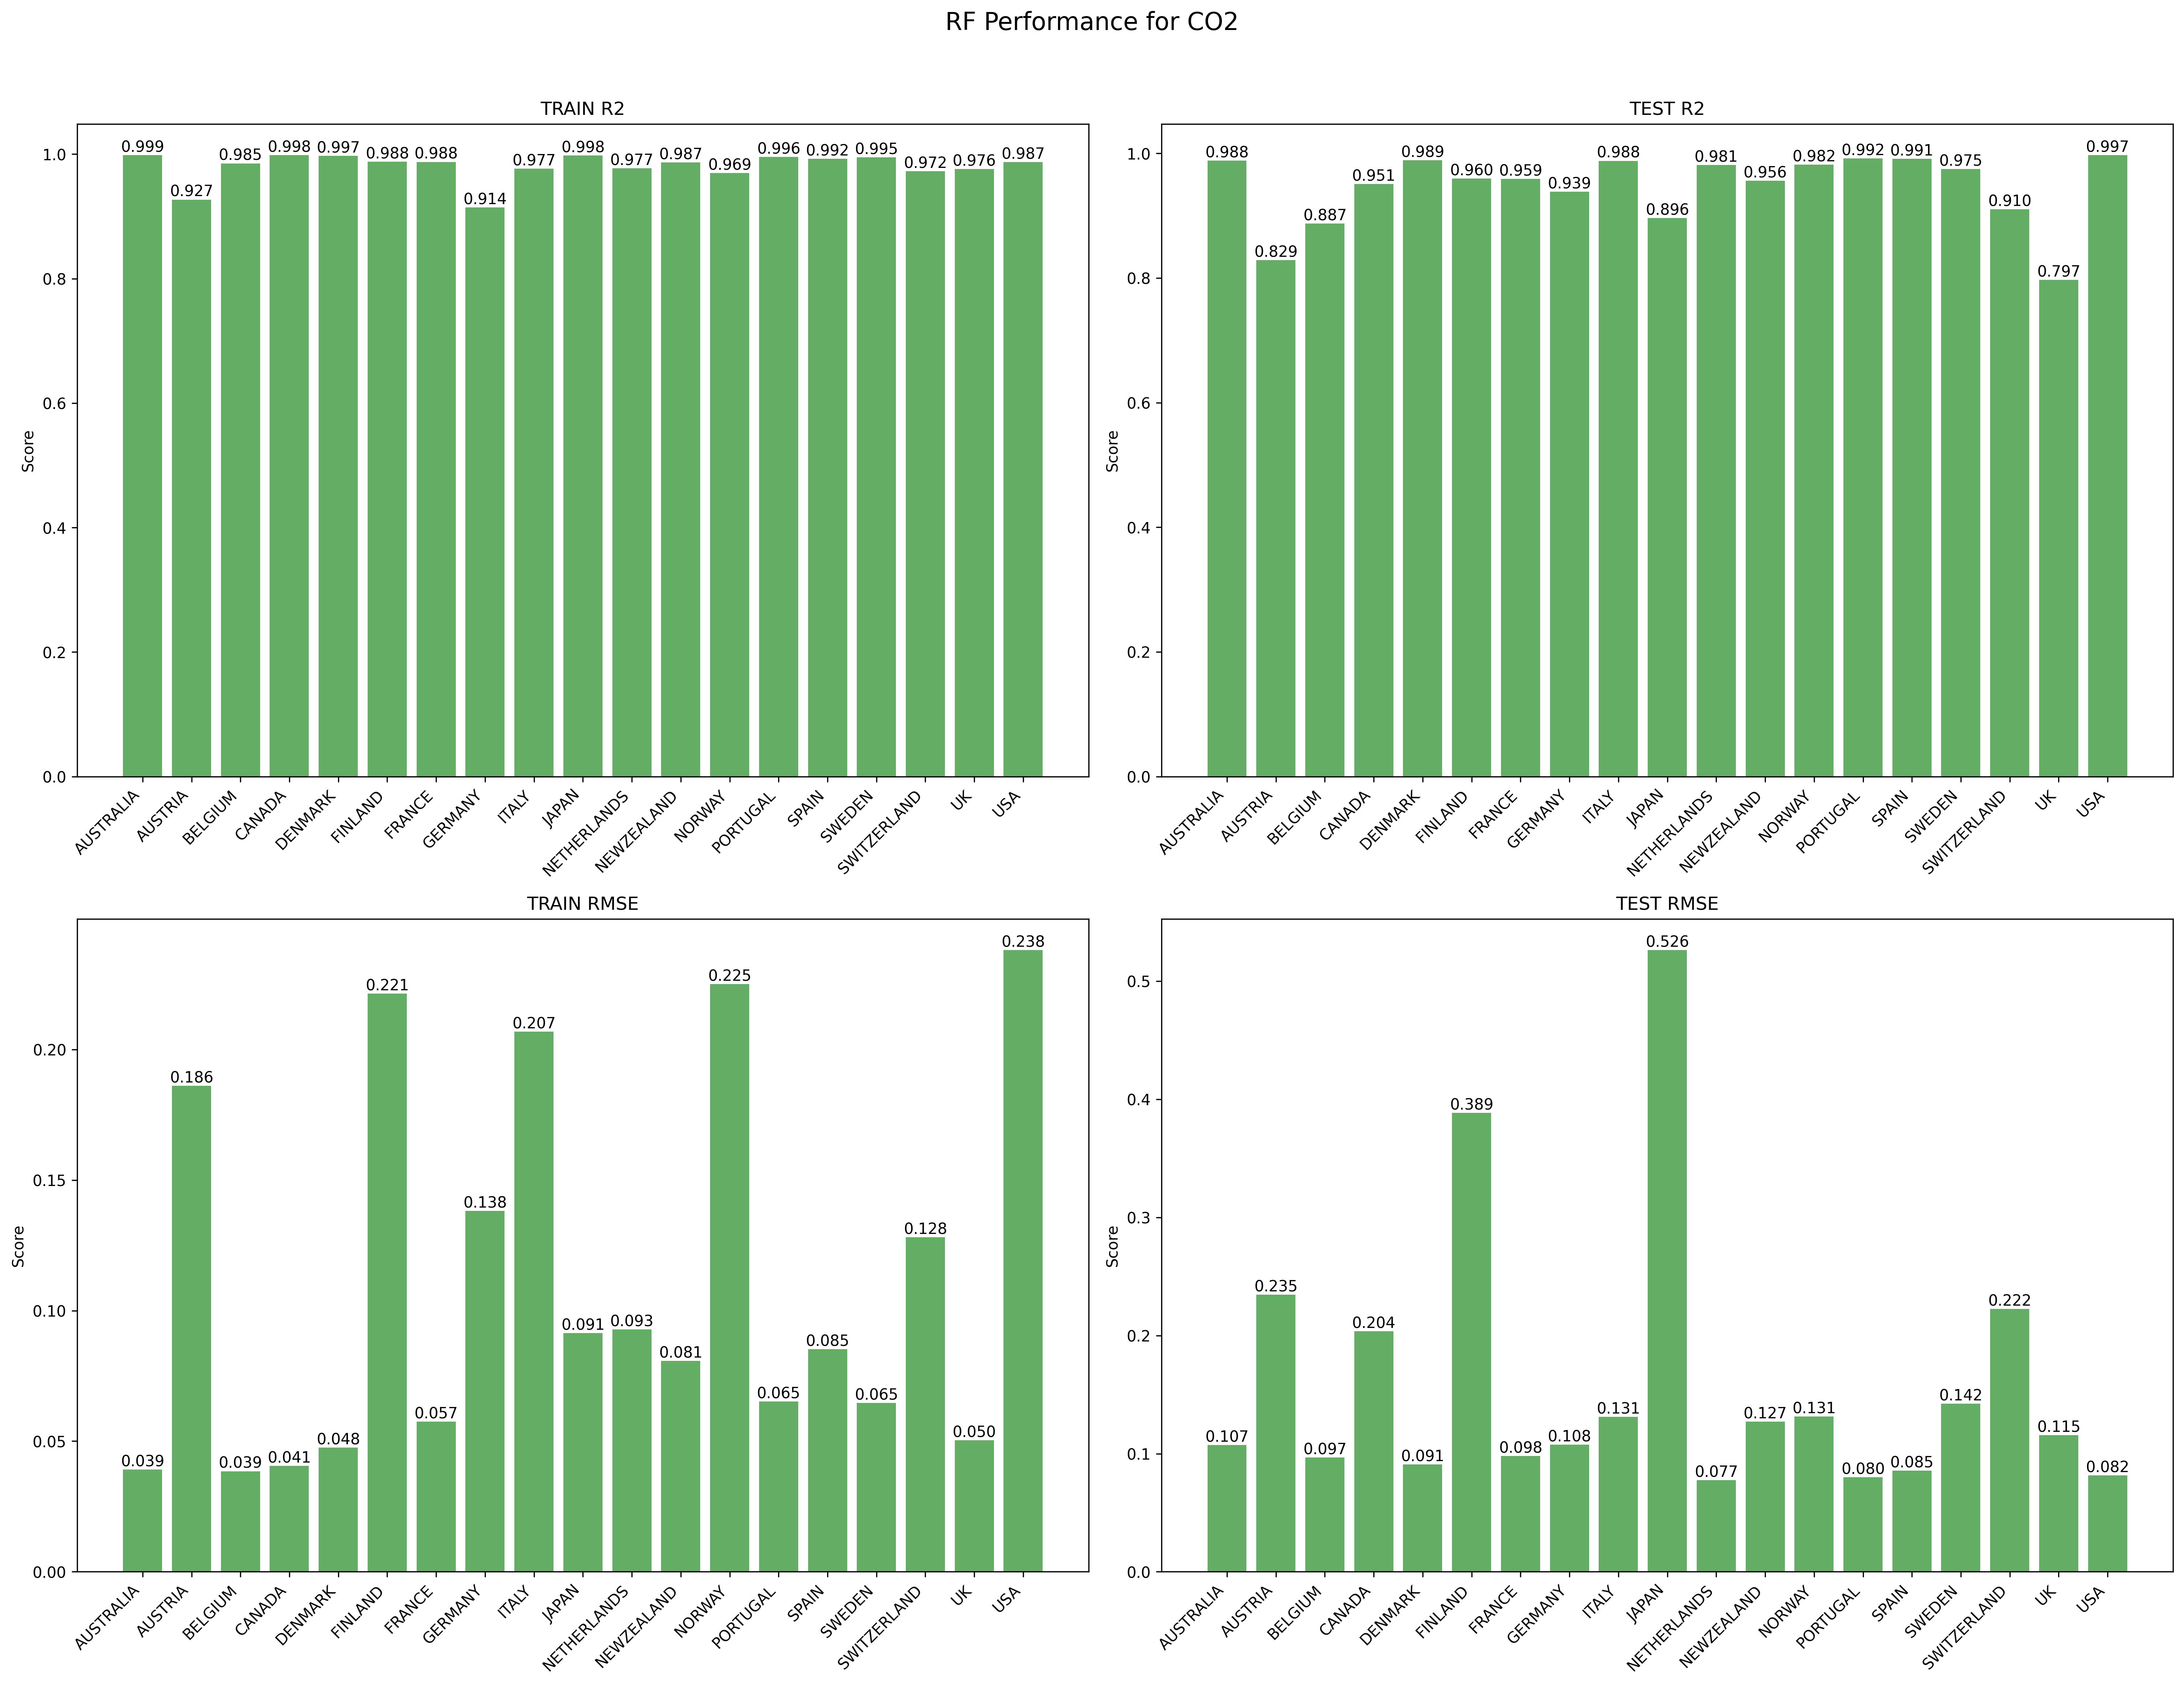 RF Performance for CO2
TRAIN R2
Score
1.0
0.8
0.6
0.4
0.2
0.0
0.999
0.927
0.985
0.998
0.997
0.988
0.988
0.914
0.977
0.998
0.977
0.987
0.969
0.996
0.992
0.995
0.972
0.976
0.987
AUSTRALIA
AUSTRIA
BELGIUM
CANADA
DENMARK
FINLAND
FRANCE
GERMANY
ITALY
JAPAN
NETHERLANDS
NEWZEALAND
NORWAY
PORTUGAL
SPAIN
SWEDEN
SWITZERLAND
UK
USA
TEST R2
Score
1.0
0.8
0.6
0.4
0.2
0.0
0.988
0.829
0.887
0.951
0.989
0.960
0.959
0.939
0.988
0.896
0.981
0.956
0.982
0.992
0.991
0.975
0.910
0.797
0.997
AUSTRALIA
AUSTRIA
BELGIUM
CANADA
DENMARK
FINLAND
FRANCE
GERMANY
ITALY
JAPAN
NETHERLANDS
NEWZEALAND
NORWAY
PORTUGAL
SPAIN
SWEDEN
SWITZERLAND
UK
USA
TRAIN RMSE
Score
0.20
0.15
0.10
0.05
0.00
0.039
0.186
0.039
0.041
0.048
0.221
0.057
0.138
0.207
0.091
0.093
0.081
0.225
0.065
0.085
0.065
0.128
0.050
0.238
AUSTRALIA
AUSTRIA
BELGIUM
CANADA
DENMARK
FINLAND
FRANCE
GERMANY
ITALY
JAPAN
NETHERLANDS
NEWZEALAND
NORWAY
PORTUGAL
SPAIN
SWEDEN
SWITZERLAND
UK
USA
TEST RMSE
Score
0.5
0.4
0.3
0.2
0.1
0.0
0.107
0.235
0.097
0.204
0.091
0.389
0.098
0.108
0.131
0.526
0.077
0.127
0.131
0.080
0.085
0.142
0.222
0.115
0.082
AUSTRALIA
AUSTRIA
BELGIUM
CANADA
DENMARK
FINLAND
FRANCE
GERMANY
ITALY
JAPAN
NETHERLANDS
NEWZEALAND
NORWAY
PORTUGAL
SPAIN
SWEDEN
SWITZERLAND
UK
USA